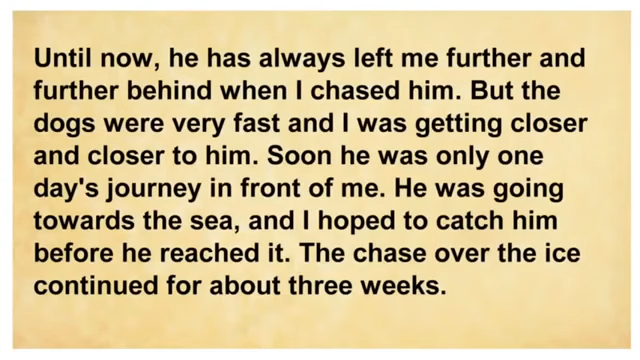 Until now, he has always left me further and
further behind when I chased him. But the
dogs were very fast and I was getting closer
and closer to him. Soon he was only one
day's journey in front of me. He was going
towards the sea, and I hoped to catch him
before he reached it. The chase over the ice
continued for about three weeks.